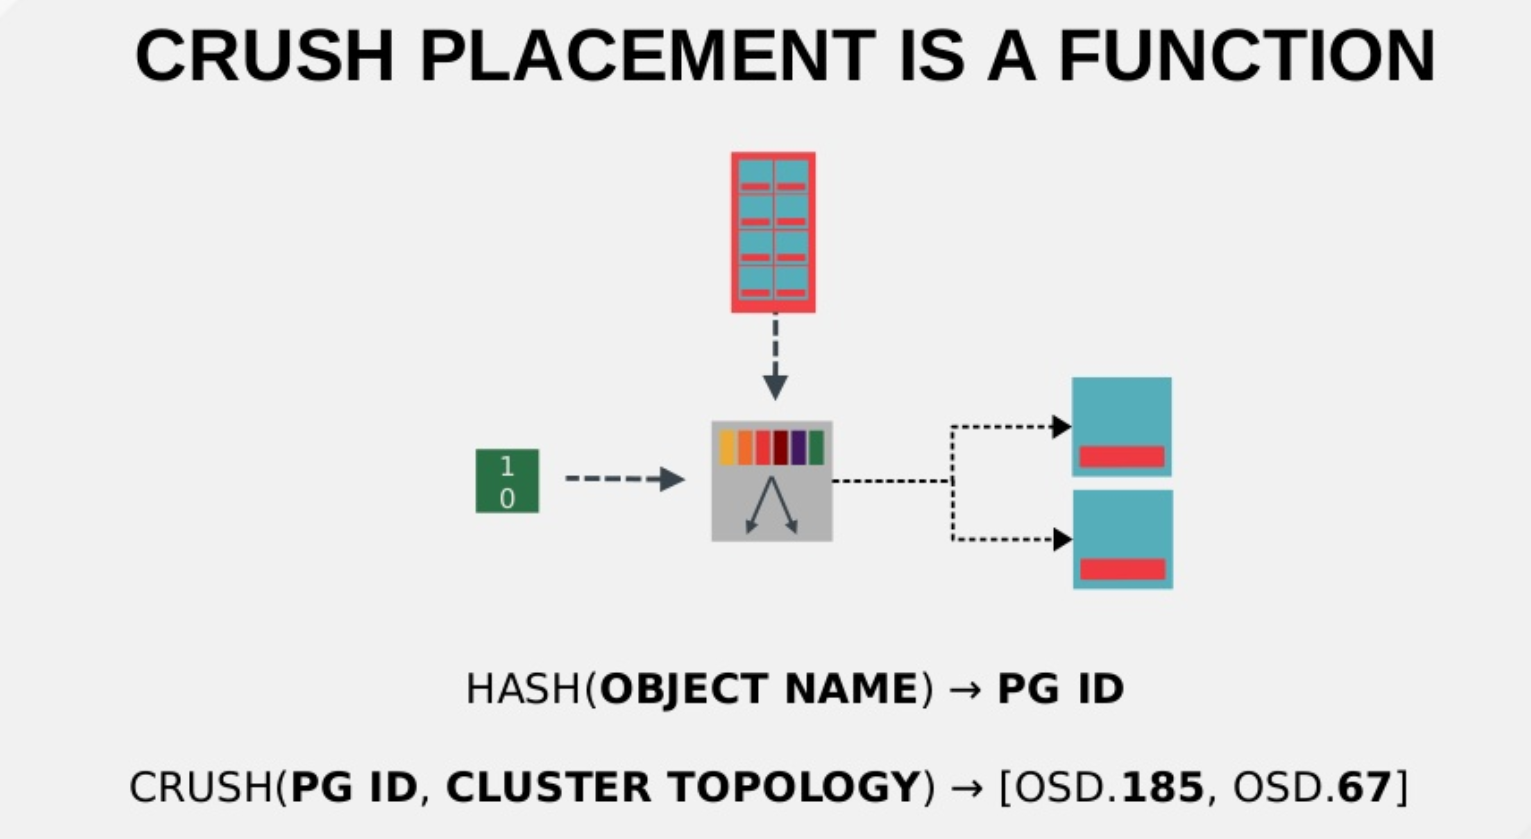 CRUSH PLACEMENT IS A FUNCTION
1
0
HASH(OBJECT NAME) → PG ID
CRUSH(PG ID, CLUSTER TOPOLOGY) → [OSD.185, OSD.67]